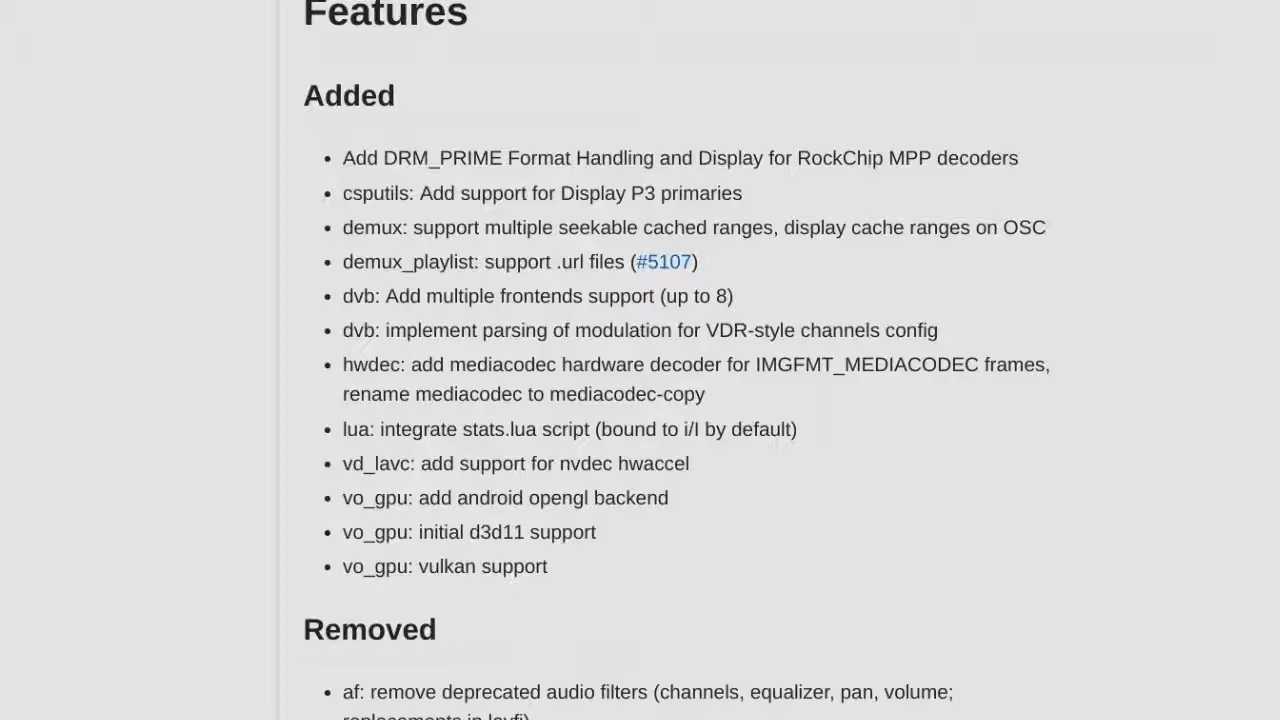 Features
Added
• Add DRM_PRIME Format Handling and Display for RockChip MPP decoders
• csputils: Add support for Display P3 primaries
• demux: support multiple seekable cached ranges, display cache ranges on OSC
• demux_playlist: support .url files (#5107)
• dvb: Add multiple frontends support (up to 8)
• dvb: implement parsing of modulation for VDR-style channels config
• hwdec: add mediacodec hardware decoder for IMGFMT_MEDIACODEC frames,
rename mediacodec to mediacodec-copy
• lua: integrate stats.lua script (bound to i/I by default)
• vd_lavc: add support for nvdec hwaccel
• vo_gpu: add android opengl backend
• vo_gpu: initial d3d11 support
• vo_gpu: vulkan support
Removed
• af: remove deprecated audio filters (channels, equalizer, pan, volume;
replacements in lavfi)